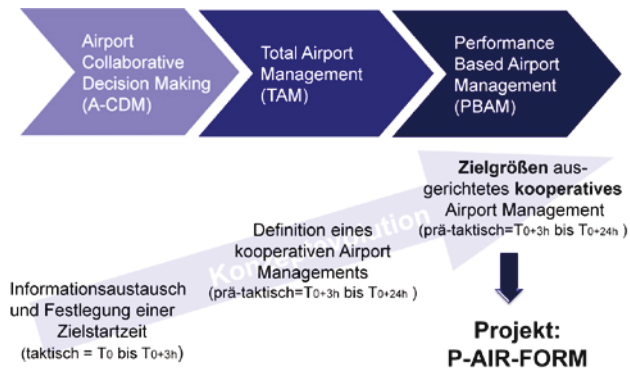 Airport
Collaborative
Decision Making
(A-CDM)
Total Airport
Management
(TAM)
Performance
Based Airport
Management
(PBAM)
Konzeptevolution
Informationsaustausch
und Festlegung einer
Zielstartzeit
(taktisch = T0 bis T0+3h)
Definition eines
kooperativen Airport
Managements
(prä-taktisch=T0+3h bis T0+24h )
Zielgrößen aus-
gerichtetes kooperatives
Airport Management
(prä-taktisch=T0+3h bis T0+24h )
Projekt:
P-AIR-FORM